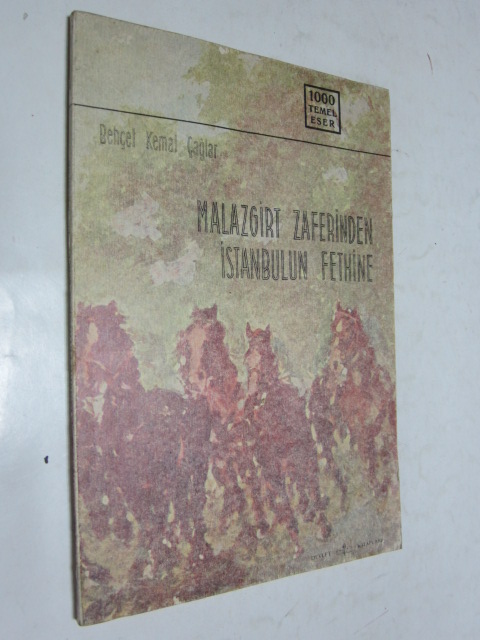 1000
TEMEL
ESER
Behçet Kemal Çağlar
MALAZGİRT ZAFERİNDEN
İSTANBULUN FETHİNE